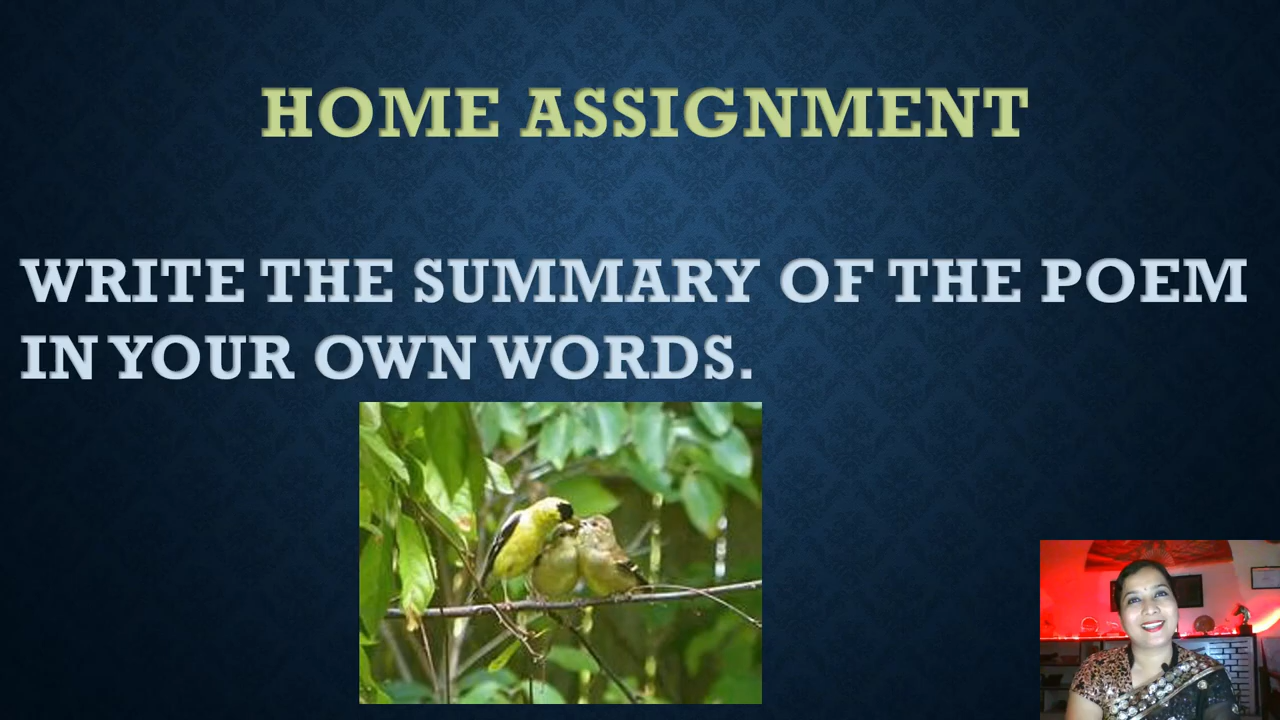 HOME ASSIGNMENT
WRITE THE SUMMARY OF THE POEM
IN YOUR OWN WORDS.